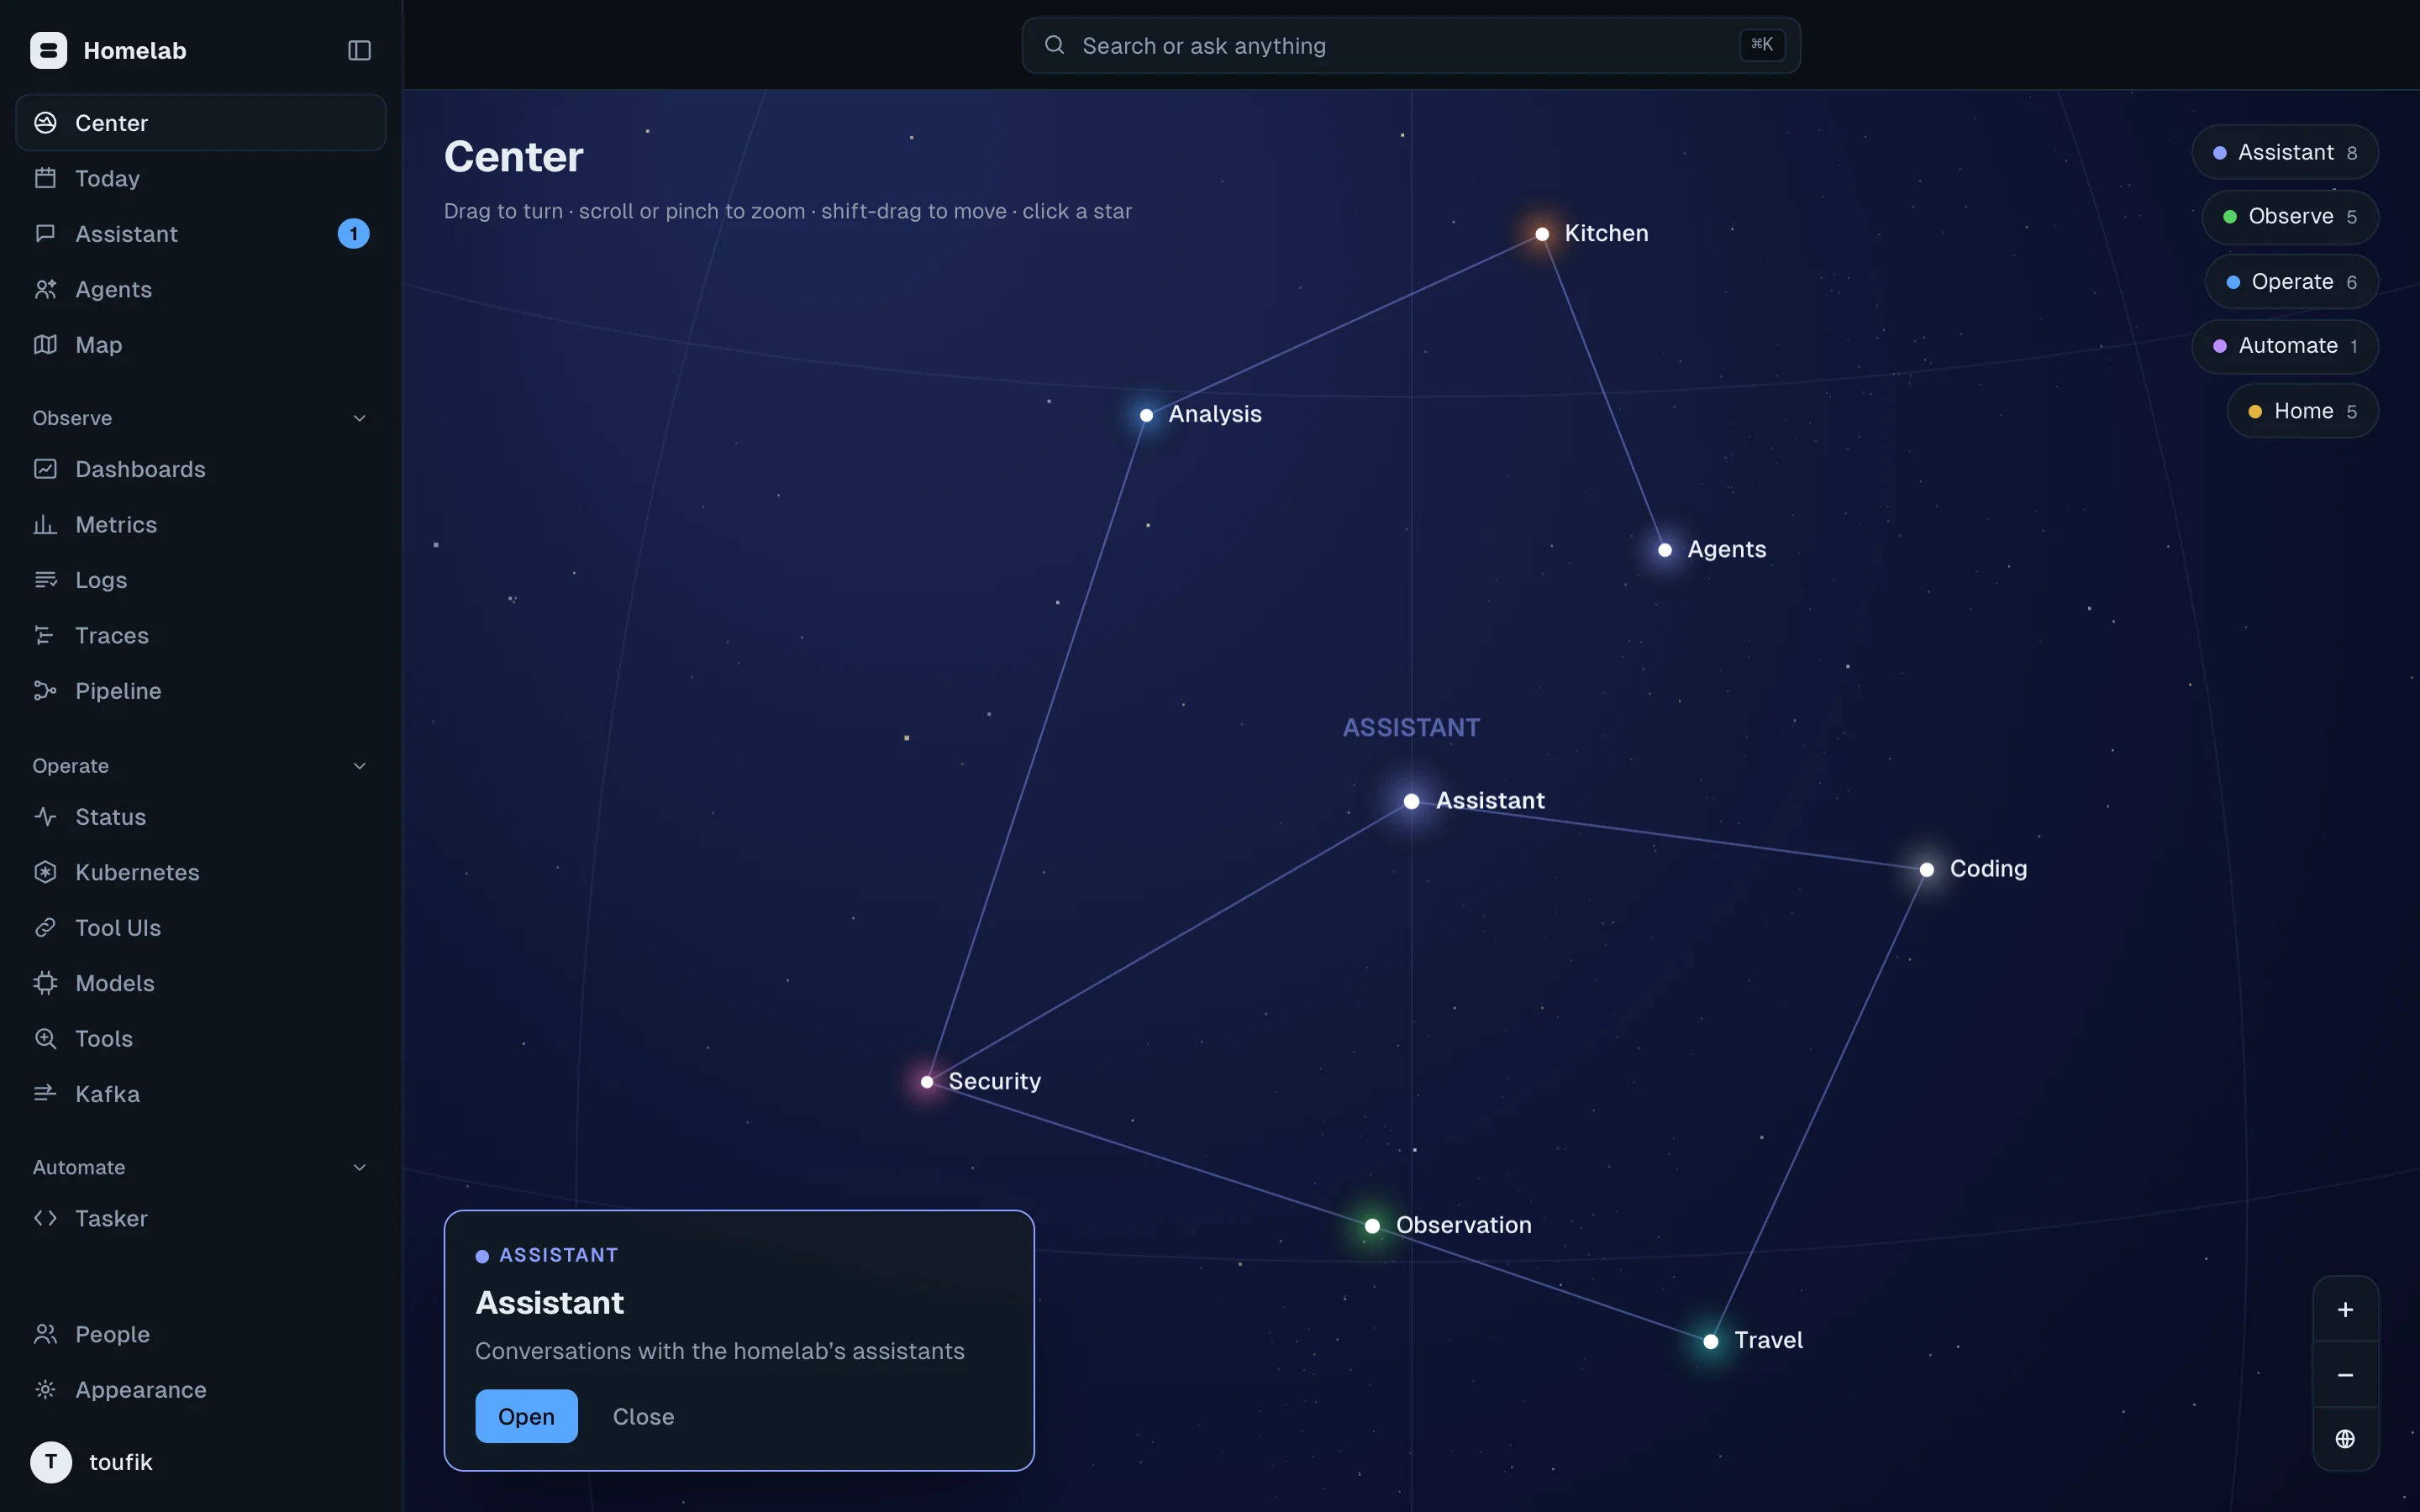 Homelab
Search or ask anything
⌘K
Center
Today
Assistant
1
Agents
Map
Observe
Dashboards
Metrics
Logs
Traces
Pipeline
Operate
Status
Kubernetes
Tool UIs
Models
Tools
Kafka
Automate
Tasker
People
Appearance
T
toufik
Center
Drag to turn · scroll or pinch to zoom · shift-drag to move · click a star
Assistant 8
Observe 5
Operate 6
Automate 1
Home 5
Kitchen
Analysis
Agents
ASSISTANT
Assistant
Coding
Security
Observation
Travel
ASSISTANT
Assistant
Conversations with the homelab’s assistants
Open
Close
+
−